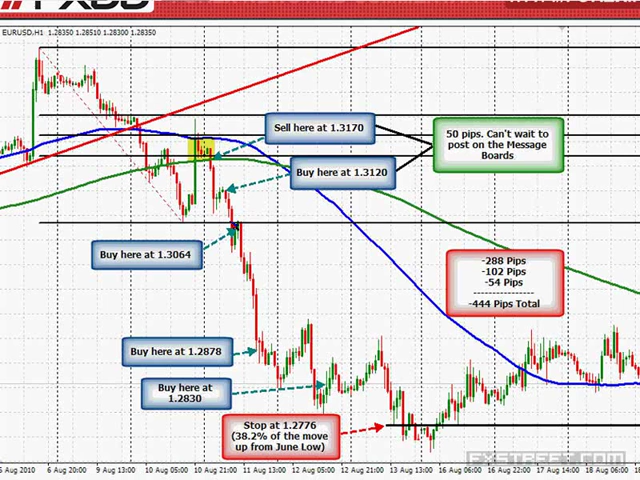 EURUSD,H1 1.28350 1.28510 1.28300 1.28350
Sell here at 1.3170
50 pips. Can't wait to
post on the Message
Boards
Buy here at 1.3120
Buy here at 1.3064
-288 Pips
-102 Pips
-54 Pips
----------------
-444 Pips Total
Buy here at 1.2878
Buy here at
1.2830
Stop at 1.2776
(38.2% of the move
up from June Low)
FXSTREET.COM
5 Aug 2010 6 Aug 20:00 9 Aug 13:00 10 Aug 05:00 10 Aug 21:00 11 Aug 13:00 12 Aug 05:00 12 Aug 21:00 13 Aug 13:00 16 Aug 06:00 16 Aug 22:00 17 Aug 14:00 18 Aug 06:00